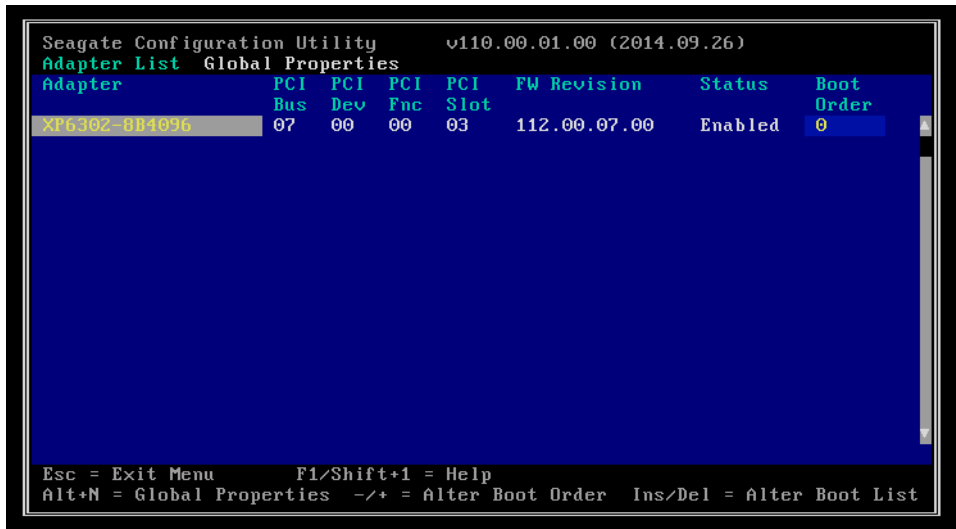 Seagate Configuration Utility v110.00.01.00 (2014.09.26)
Adapter List Global Properties
Adapter PCI PCI PCI PCI FW Revision Status Boot
Bus Dev Fnc Slot Order
XP6302-8B4096 07 00 00 03 112.00.07.00 Enabled 0
Esc = Exit Menu F1/Shift+1 = Help
Alt+N = Global Properties -/+ = Alter Boot Order Ins/Del = Alter Boot List